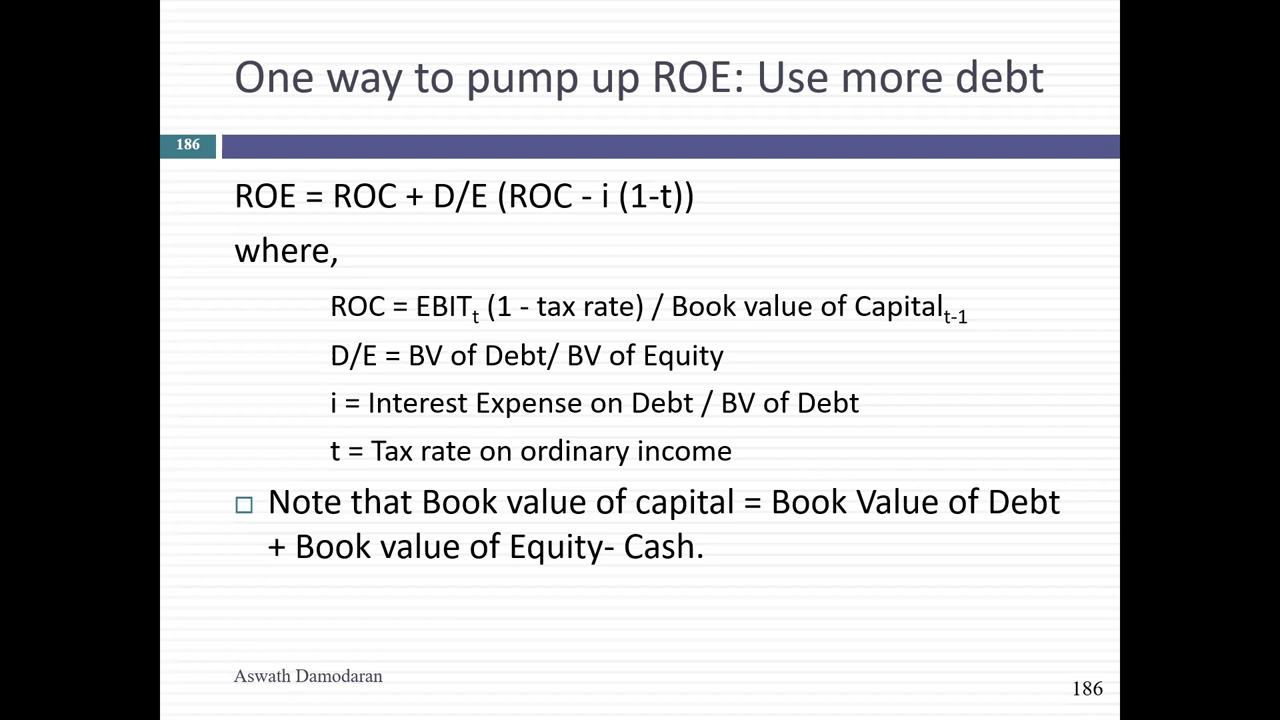 One way to pump up ROE: Use more debt
186
ROE = ROC + D/E (ROC - i (1-t))
where,
ROC = EBITt (1 - tax rate) / Book value of Capitalt-1
D/E = BV of Debt/ BV of Equity
i = Interest Expense on Debt / BV of Debt
t = Tax rate on ordinary income
Note that Book value of capital = Book Value of Debt
+ Book value of Equity- Cash.
Aswath Damodaran
186